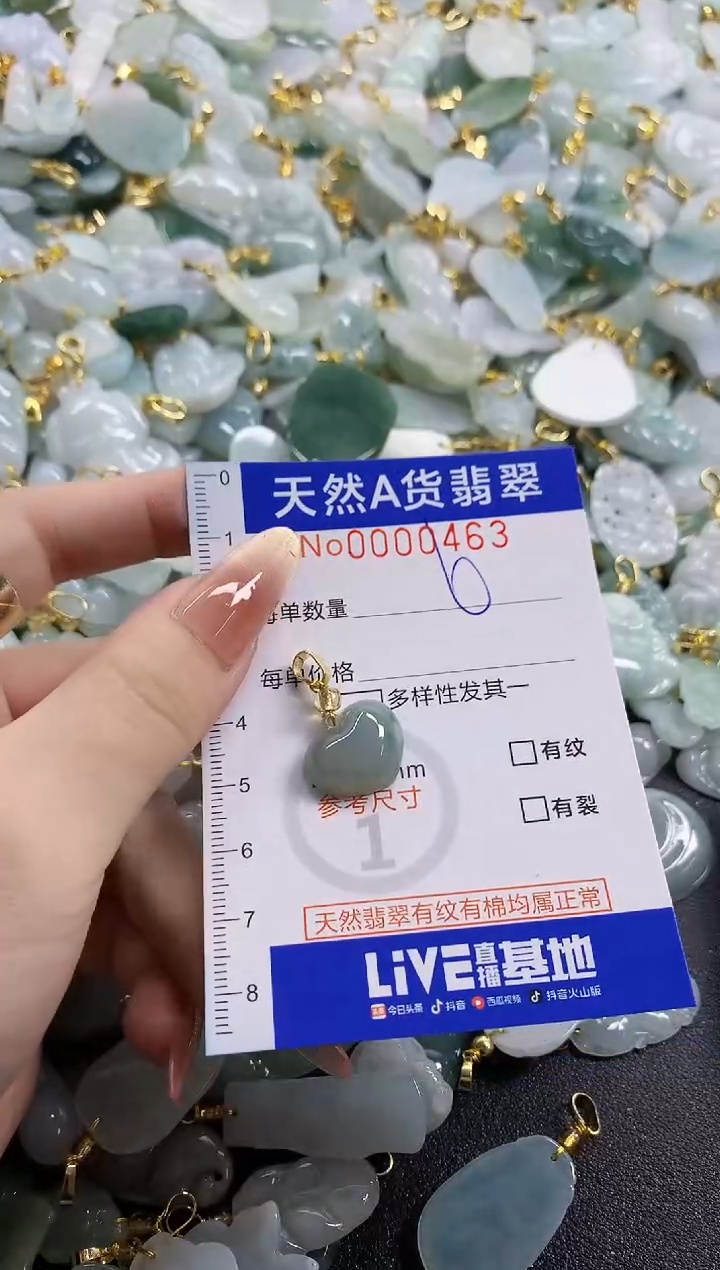 0
天然A货翡翠
1
No0000463
6
每单数量
每单价格
多样性发其一
4
mm
有纹
5
参考尺寸
有裂
6
1
7
天然翡翠有纹有棉均属正常
8
LiVE直播基地
今日头条 抖音 西瓜视频 抖音火山版